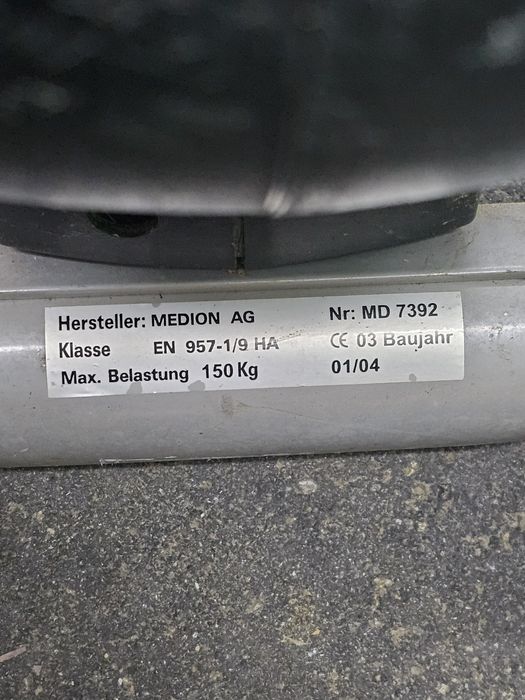 Hersteller: MEDION AG Nr: MD 7392
Klasse EN 957-1/9 HA CE 03 Baujahr
Max. Belastung 150 Kg 01/04